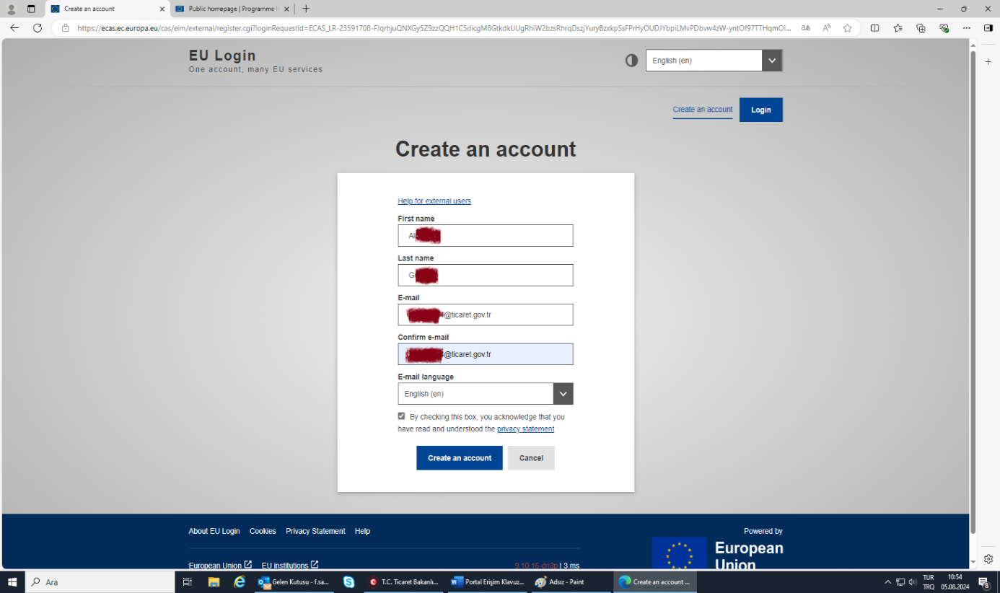 Create an account
Public homepage | Programme I
https://ecas.ec.europa.eu/cas/eim/external/register.cgi?loginRequestId=ECAS_LR-23591708-FJqrhjuQNXGy5Z9zzQQH1C5dicgM8GtkdkUUgRhiW2bzsRhrqDszjYuryBzxkpSsFPrHyOUDJYbpiLMvPDbvw4zW-yntOf97TTHqmOl...
EU Login
One account, many EU services
English (en)
Create an account
Login
Create an account
Help for external users
First name
Al
Last name
G
E-mail
@ticaret.gov.tr
Confirm e-mail
@ticaret.gov.tr
E-mail language
English (en)
By checking this box, you acknowledge that you
have read and understood the privacy statement
Create an account Cancel
About EU Login Cookies Privacy Statement Help
Powered by
European
Union
European Union EU institutions
9.10.16-dp3p | 3 ms
Ara
Gelen Kutusu - f.sa...
T.C. Ticaret Bakanlı...
Portal Erişim Klavuz...
Adsız - Paint
Create an account ...
TUR
TRQ
10:54
05.08.2024
8